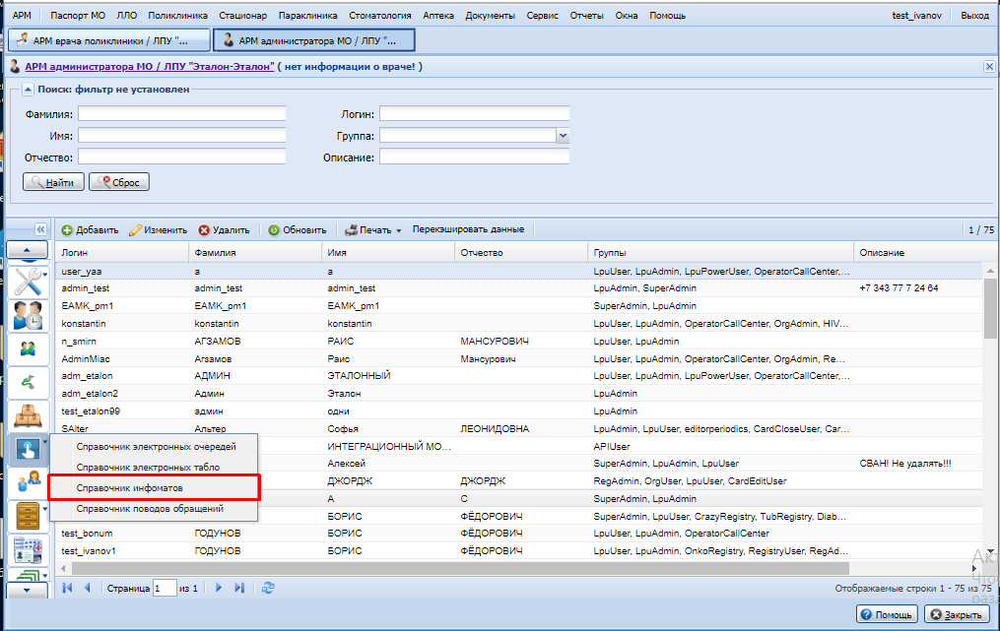 АРМ Паспорт МО ЛЛО Поликлиника Стационар Параклиника Стоматология Аптека Документы Сервис Отчеты Окна Помощь test_ivanov Выход
АРМ врача поликлиники / ЛПУ "... АРМ администратора МО / ЛПУ "...
АРМ администратора МО / ЛПУ "Эталон-Эталон" ( нет информации о враче! )
Поиск: фильтр не установлен
Фамилия: Логин:
Имя: Группа:
Отчество: Описание:
Найти Сброс
Добавить Изменить Удалить Обновить Печать Перекэшировать данные 1 / 75
Логин Фамилия Имя Отчество Группы Описание
user_yaa a a LpuUser, LpuAdmin, LpuPowerUser, OperatorCallCenter,...
admin_test admin_test admin_test LpuAdmin, SuperAdmin +7 343 77 7 24 64
EAMK_pm1 EAMK_pm1 EAMK_pm1 SuperAdmin, LpuAdmin
konstantin konstantin konstantin LpuUser, LpuAdmin, OperatorCallCenter, OrgAdmin, HIV...
n_smirn АГЗАМОВ РАИС МАНСУРОВИЧ LpuUser, LpuAdmin
AdminMiac Агзамов Раис Мансурович LpuUser, LpuAdmin, OperatorCallCenter, OrgAdmin, Re...
adm_etalon АДМИН ЭТАЛОННЫЙ LpuUser, LpuAdmin, LpuPowerUser, OperatorCallCenter,...
adm_etalon2 Админ Эталон LpuAdmin
test_etalon99 админ одни LpuAdmin
SAlter Альтер Софья ЛЕОНИДОВНА LpuAdmin, LpuUser, editorperiodics, CardCloseUser, Car...
Справочник электронных очередей ИНТЕГРАЦИОННЫЙ МО... APIUser
Справочник электронных табло Алексей SuperAdmin, LpuAdmin, LpuUser СВАН! Не удалять!!!
Справочник инфоматов ДЖОРДЖ ДЖОРДЖ RegAdmin, OrgUser, LpuUser, CardEditUser
А С SuperAdmin, LpuAdmin
Справочник поводов обращений БОРИС ФЁДОРОВИЧ SuperAdmin, LpuUser, CrazyRegistry, TubRegistry, Diab...
test_bonum ГОДУНОВ БОРИС ФЁДОРОВИЧ LpuUser, LpuAdmin, OperatorCallCenter
test_ivanov1 ГОДУНОВ БОРИС ФЁДОРОВИЧ LpuUser, LpuAdmin, OnkoRegistry, RegistryUser, RegAd...
Страница 1 из 1 Отображаемые строки 1 - 75 из 75
Помощь Закрыть